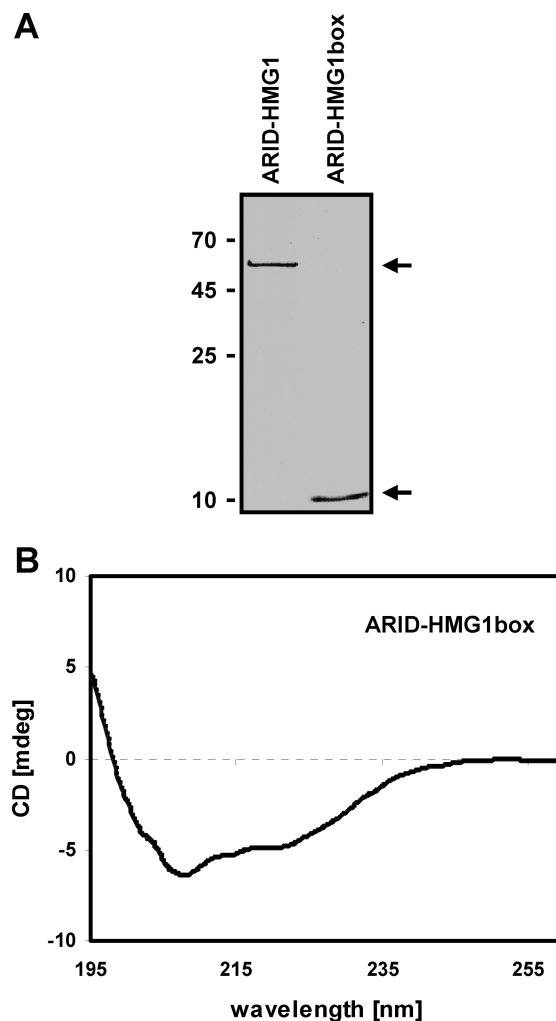 A
ARID-HMG1
ARID-HMG1box
70 -
45 -
25 -
10 -
B
ARID-HMG1box
10
5
0
-5
-10
CD [mdeg]
195 215 235 255
wavelength [nm]